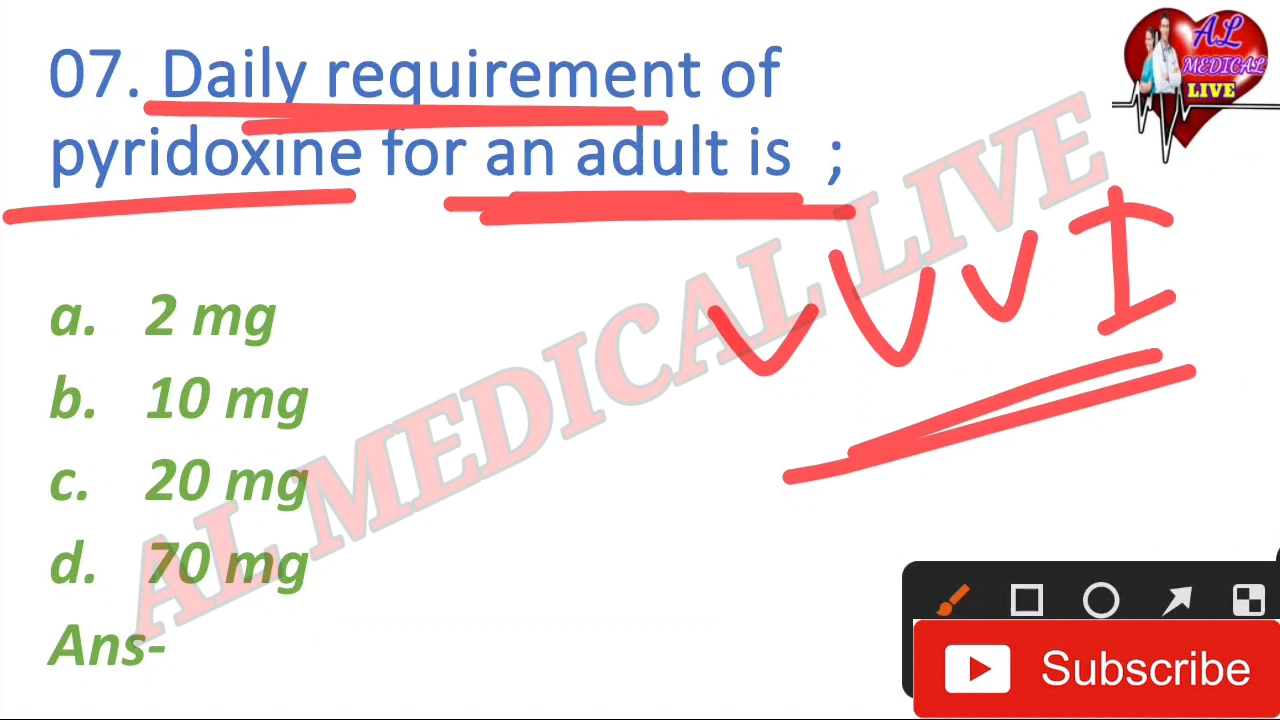 07. Daily requirement of
pyridoxine for an adult is ;
a. 2 mg
b. 10 mg
c. 20 mg
d. 70 mg
Ans-
VVVI
AL MEDICAL LIVE
AL
MEDICAL
LIVE
Subscribe